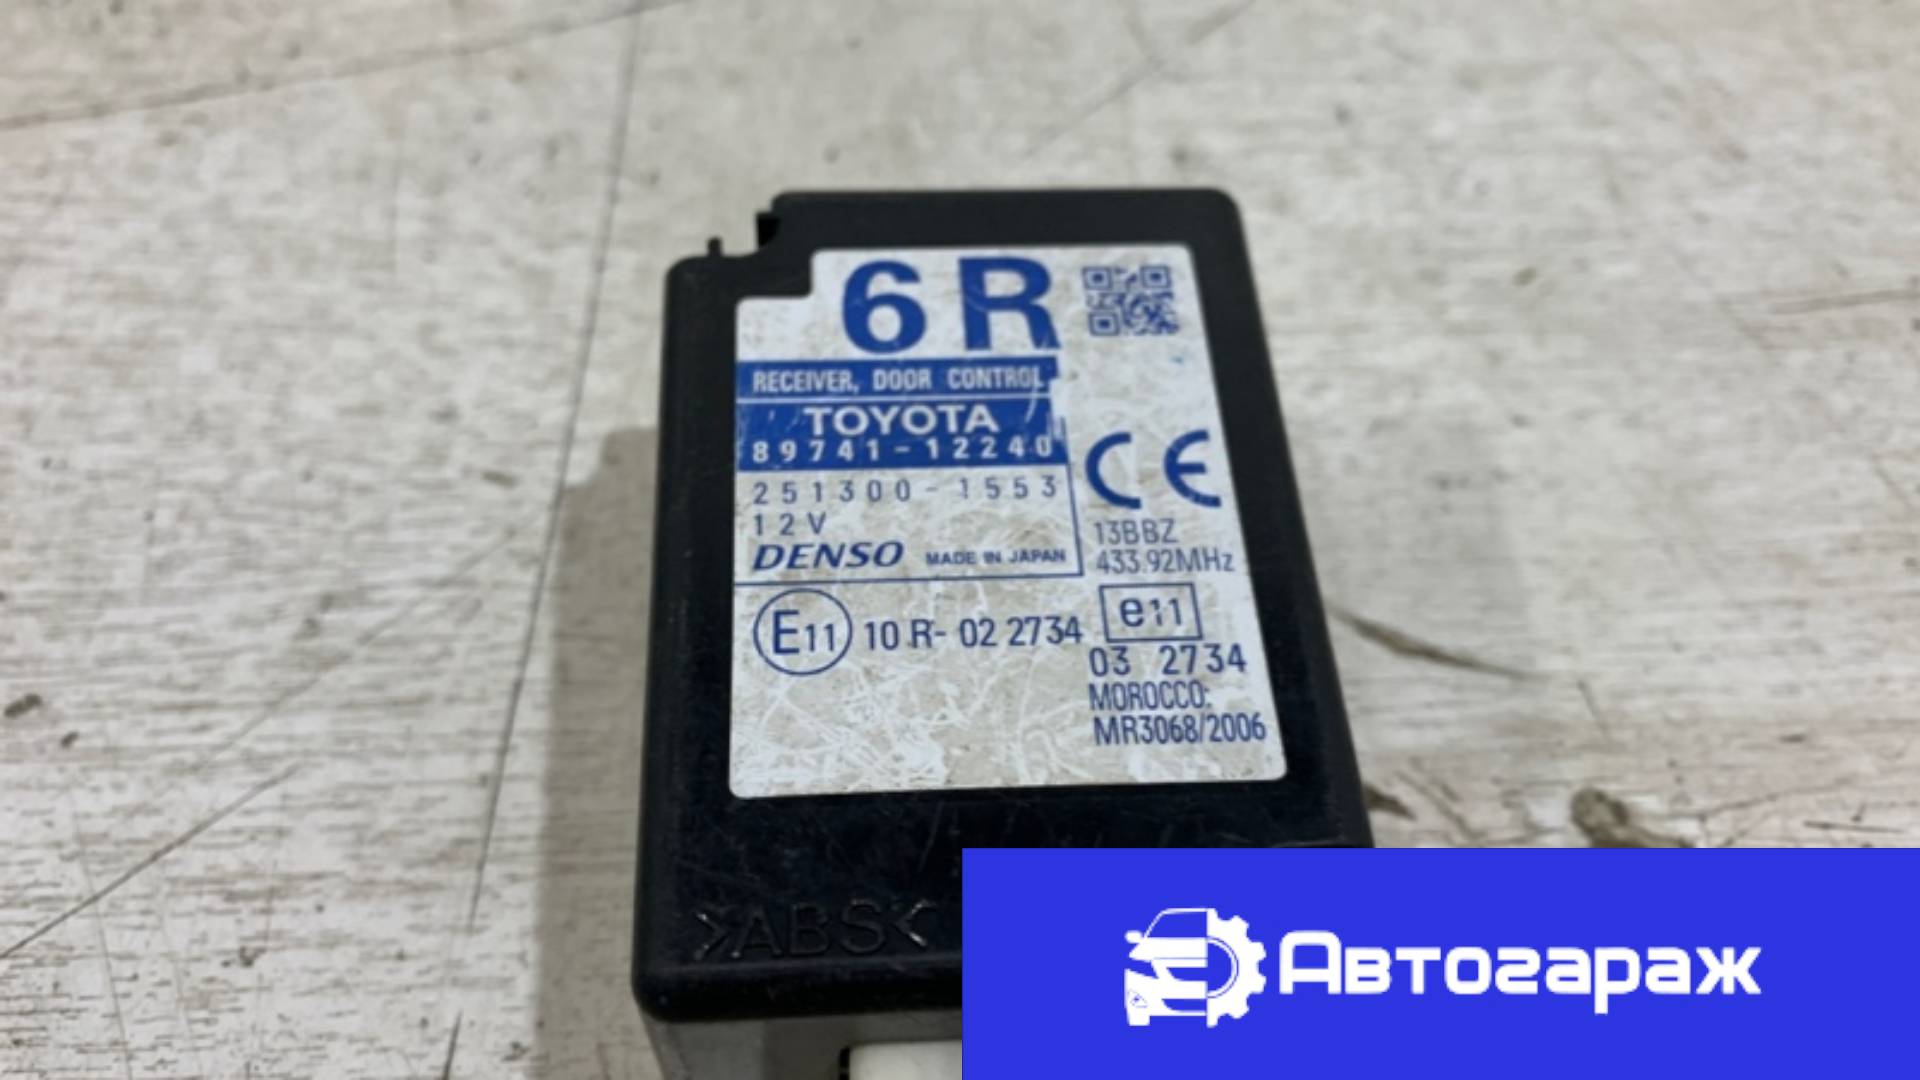 6R
RECEIVER, DOOR CONTROL
TOYOTA
89741-12240
251300-1553
12V
DENSO MADE IN JAPAN
CE
13BBZ
433.92MHz
E11 10 R- 02 2734
e11
03 2734
MOROCCO:
MR3068/2006
>ABS<
Автогараж